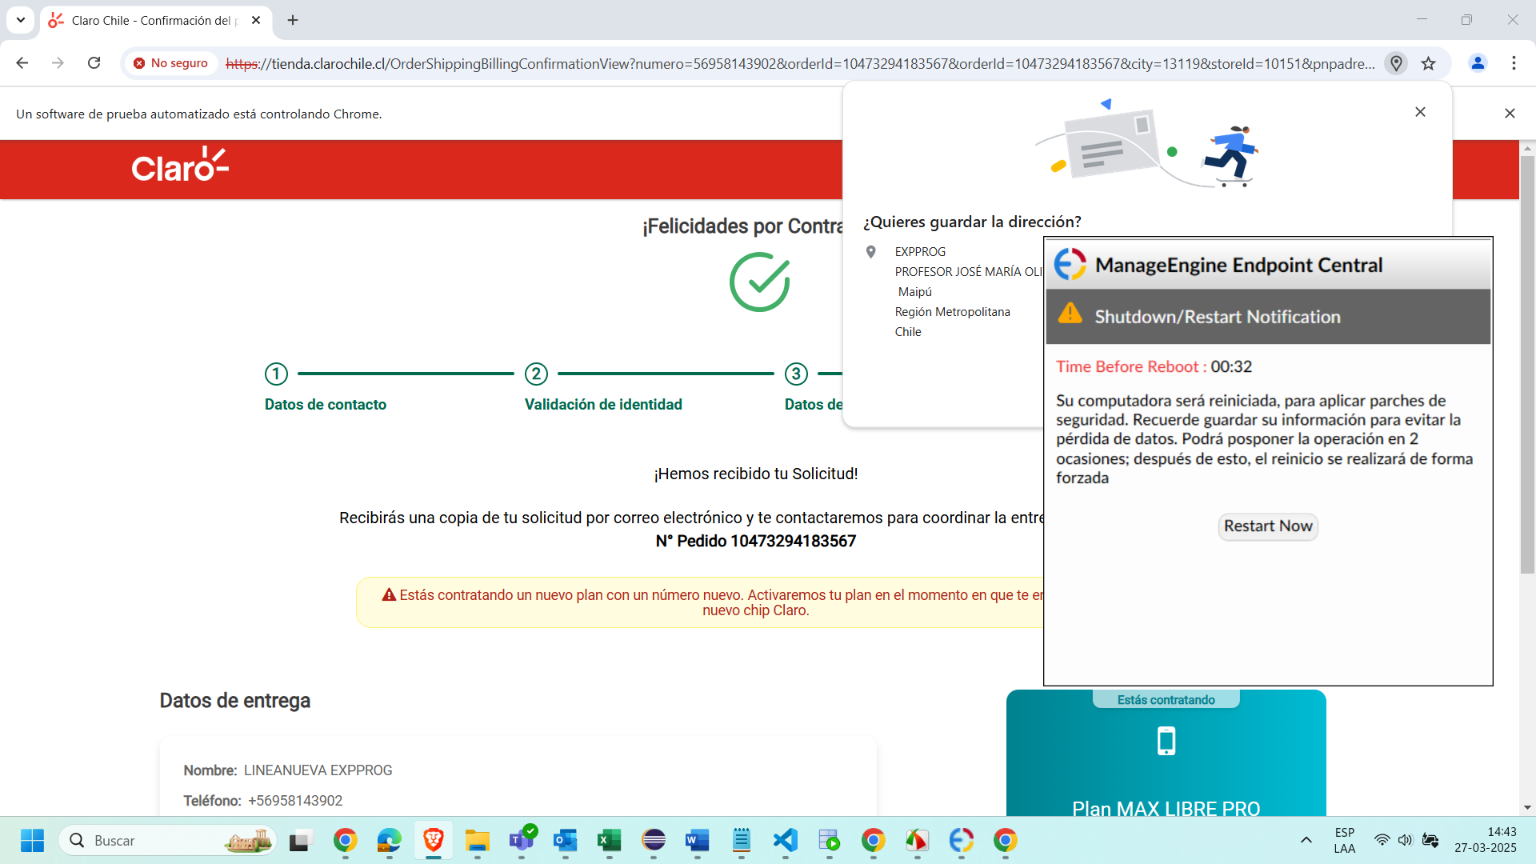 Claro Chile - Confirmación del p
No seguro
https://tienda.clarochile.cl/OrderShippingBillingConfirmationView?numero=56958143902&orderId=10473294183567&orderId=10473294183567&city=13119&storeId=10151&pnpadre...
Un software de prueba automatizado está controlando Chrome.
Claro
¡Felicidades por Contra
1
2
3
Datos de contacto
Validación de identidad
Datos de
¡Hemos recibido tu Solicitud!
Recibirás una copia de tu solicitud por correo electrónico y te contactaremos para coordinar la entre
N° Pedido 10473294183567
Estás contratando un nuevo plan con un número nuevo. Activaremos tu plan en el momento en que te en
nuevo chip Claro.
Datos de entrega
Nombre: LINEANUEVA EXPPROG
Teléfono: +56958143902
Estás contratando
Plan MAX LIBRE PRO
¿Quieres guardar la dirección?
EXPPROG
PROFESOR JOSÉ MARÍA OLI
Maipú
Región Metropolitana
Chile
ManageEngine Endpoint Central
Shutdown/Restart Notification
Time Before Reboot : 00:32
Su computadora será reiniciada, para aplicar parches de
seguridad. Recuerde guardar su información para evitar la
pérdida de datos. Podrá posponer la operación en 2
ocasiones; después de esto, el reinicio se realizará de forma
forzada
Restart Now
Buscar
ESP
LAA
14:43
27-03-2025